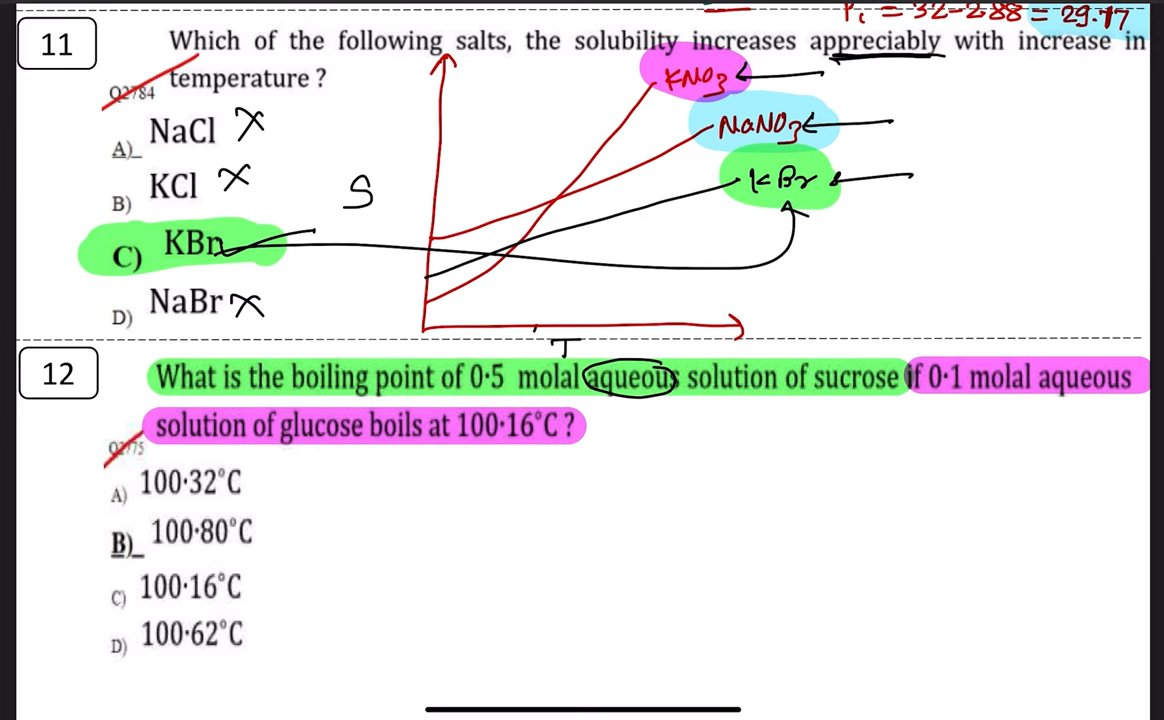 P₁ = 32-2.88 = 29.17
11
Which of the following salts, the solubility increases appreciably with increase in
temperature ?
Q2784
KNO₃
NaNO₃
KBr
A) NaCl X
B) KCl X
C) KBr
D) NaBr X
S
T
12
What is the boiling point of 0·5 molal aqueous solution of sucrose if 0·1 molal aqueous
solution of glucose boils at 100·16°C ?
A) 100·32°C
B) 100·80°C
C) 100·16°C
D) 100·62°C